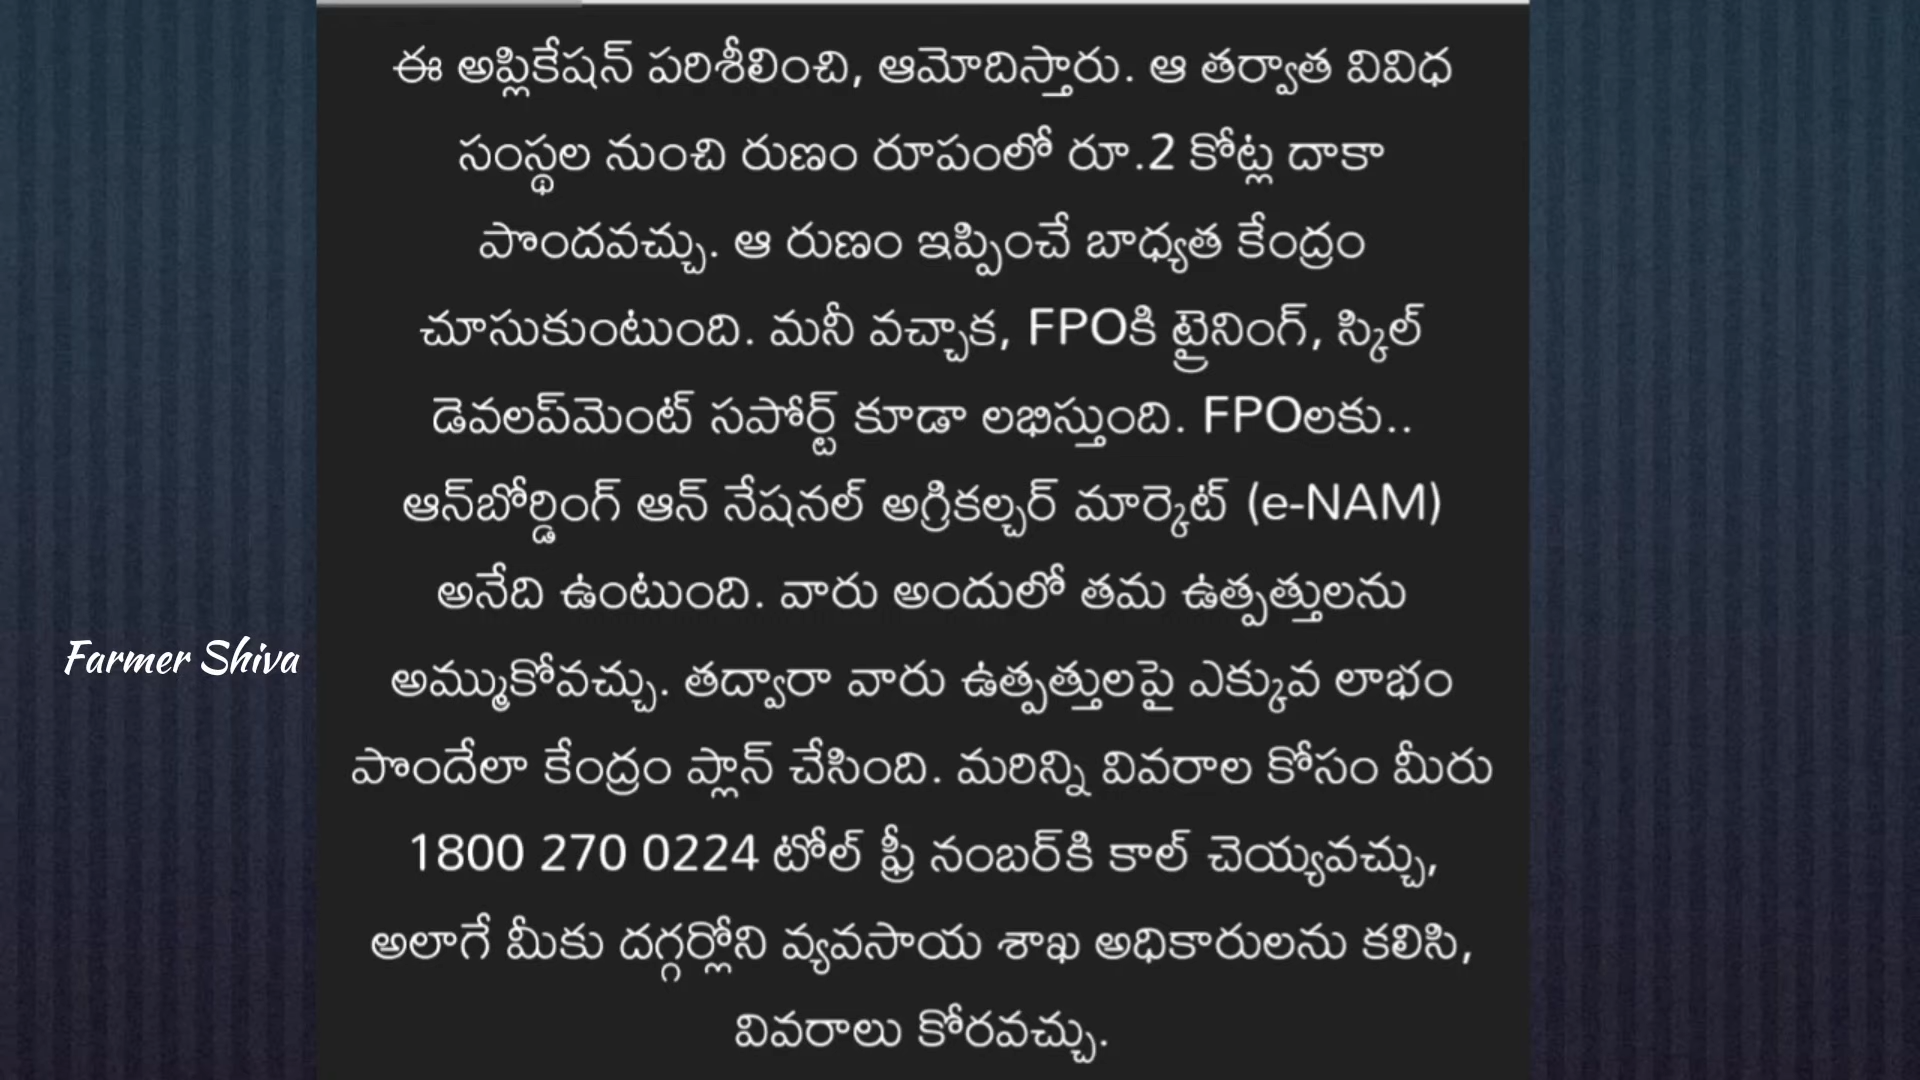 ఈ అప్లికేషన్ పరిశీలించి, ఆమోదిస్తారు. ఆ తర్వాత వివిధ
సంస్థల నుంచి రుణం రూపంలో రూ.2 కోట్ల దాకా
పొందవచ్చు. ఆ రుణం ఇప్పించే బాధ్యత కేంద్రం
చూసుకుంటుంది. మనీ వచ్చాక, FPOకి ట్రైనింగ్, స్కిల్
డెవలప్‌మెంట్ సపోర్ట్ కూడా లభిస్తుంది. FPOలకు..
ఆన్‌బోర్డింగ్ ఆన్ నేషనల్ అగ్రికల్చర్ మార్కెట్ (e-NAM)
అనేది ఉంటుంది. వారు అందులో తమ ఉత్పత్తులను
అమ్ముకోవచ్చు. తద్వారా వారు ఉత్పత్తులపై ఎక్కువ లాభం
పొందేలా కేంద్రం ప్లాన్ చేసింది. మరిన్ని వివరాల కోసం మీరు
1800 270 0224 టోల్ ఫ్రీ నంబర్‌కి కాల్ చెయ్యవచ్చు,
అలాగే మీకు దగ్గర్లోని వ్యవసాయ శాఖ అధికారులను కలిసి,
వివరాలు కోరవచ్చు.
Farmer Shiva